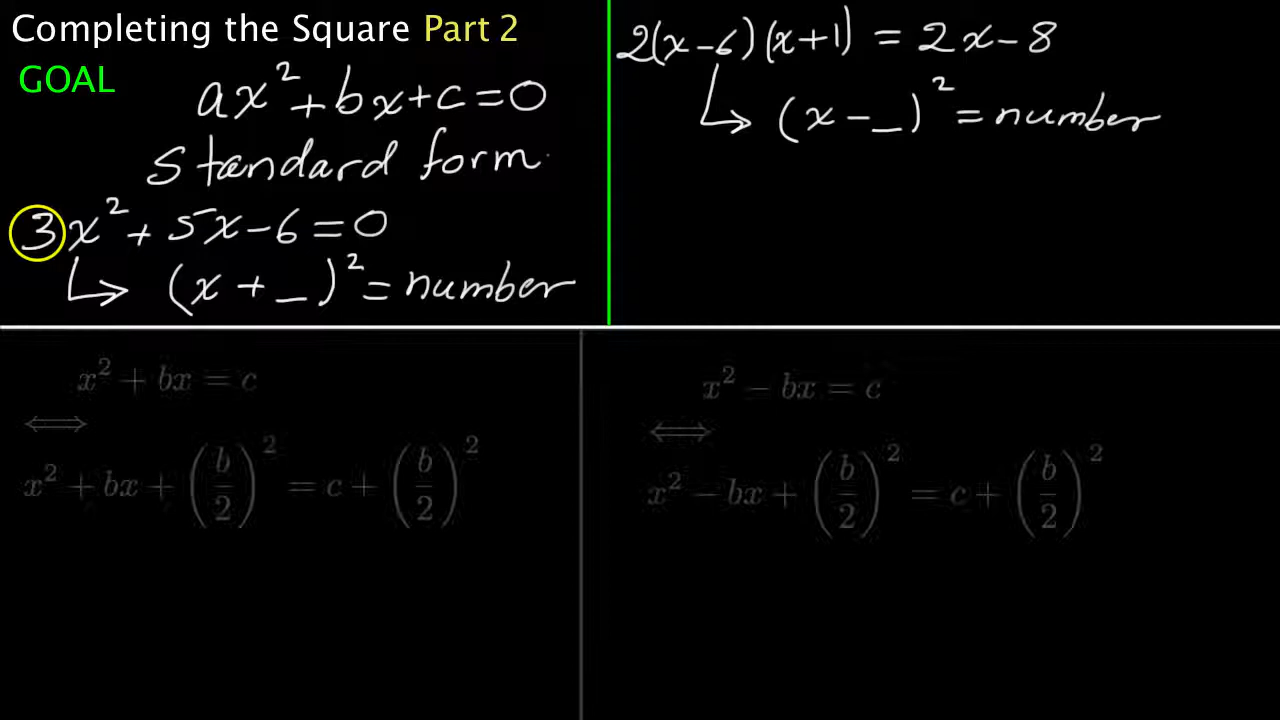 Completing the Square Part 2
GOAL
ax² + bx + c = 0
Standard form.
3x² + 5x - 6 = 0
↳ (x + _)² = number
2(x - 6)(x + 1) = 2x - 8
↳ (x - _)² = number
x² + bx = c
⟺
x² + bx + (b/2)² = c + (b/2)²
x² - bx = c
⟺
x² - bx + (b/2)² = c + (b/2)²